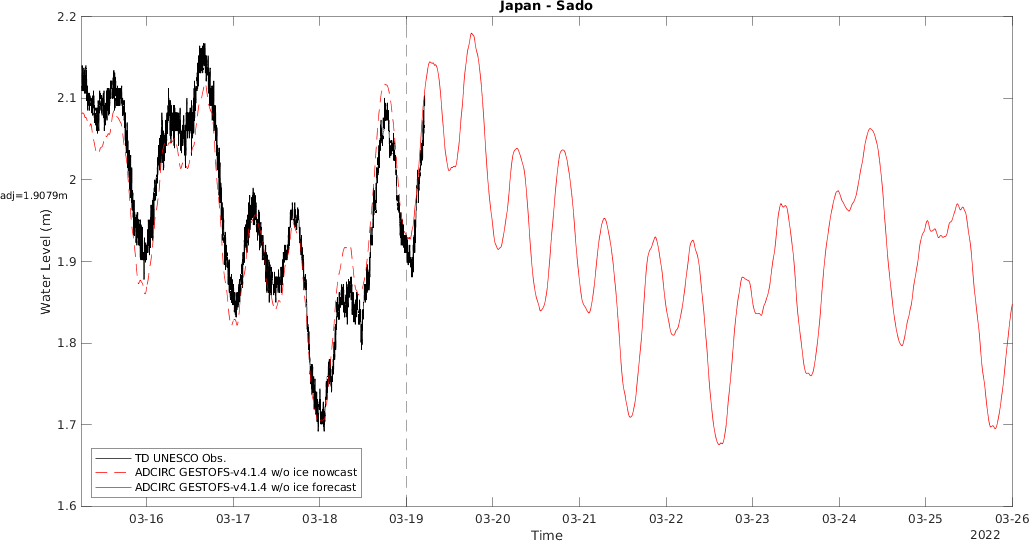 Japan - Sado
2.2
2.1
2
adj=1.9079m
1.9
1.8
1.7
1.6
Water Level (m)
TD UNESCO Obs.
ADCIRC GESTOFS-v4.1.4 w/o ice nowcast
ADCIRC GESTOFS-v4.1.4 w/o ice forecast
03-16 03-17 03-18 03-19 03-20 03-21 03-22 03-23 03-24 03-25 03-26
Time
2022